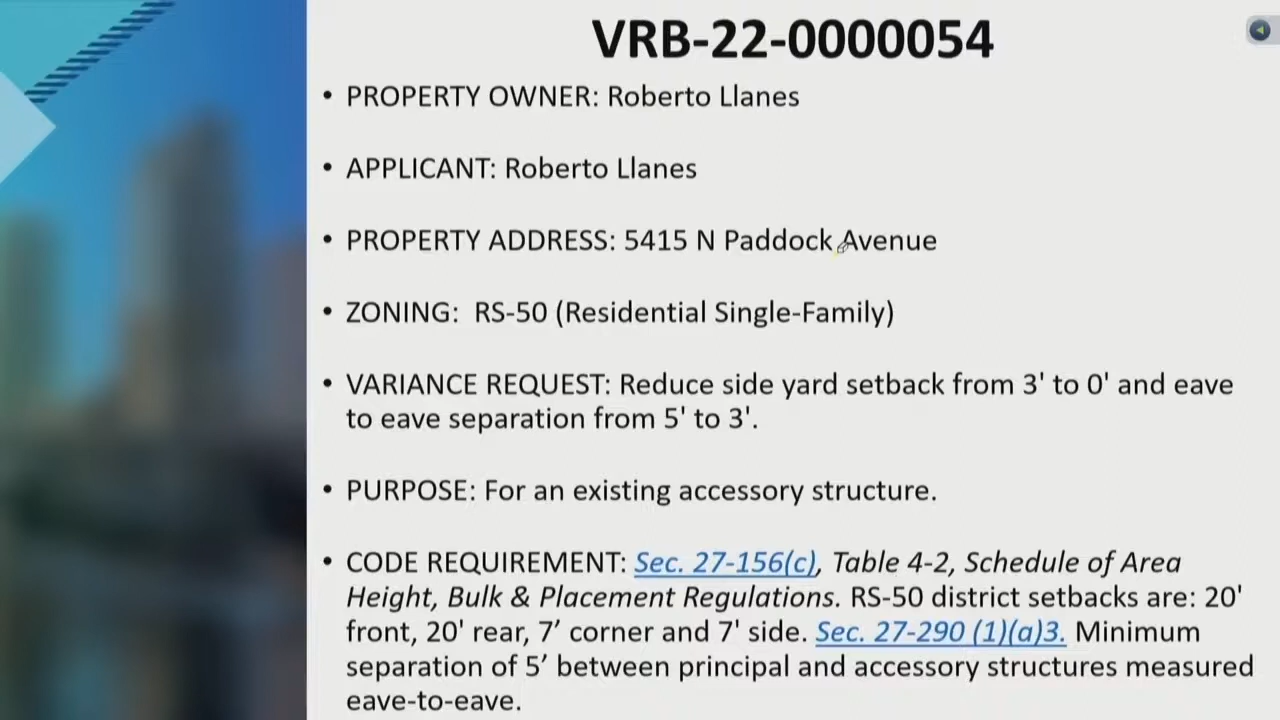 VRB-22-0000054
• PROPERTY OWNER: Roberto Llanes
• APPLICANT: Roberto Llanes
• PROPERTY ADDRESS: 5415 N Paddock Avenue
• ZONING: RS-50 (Residential Single-Family)
• VARIANCE REQUEST: Reduce side yard setback from 3' to 0' and eave
to eave separation from 5' to 3'.
• PURPOSE: For an existing accessory structure.
• CODE REQUIREMENT: Sec. 27-156(c), Table 4-2, Schedule of Area
Height, Bulk & Placement Regulations. RS-50 district setbacks are: 20'
front, 20' rear, 7’ corner and 7' side. Sec. 27-290 (1)(a)3. Minimum
separation of 5’ between principal and accessory structures measured
eave-to-eave.